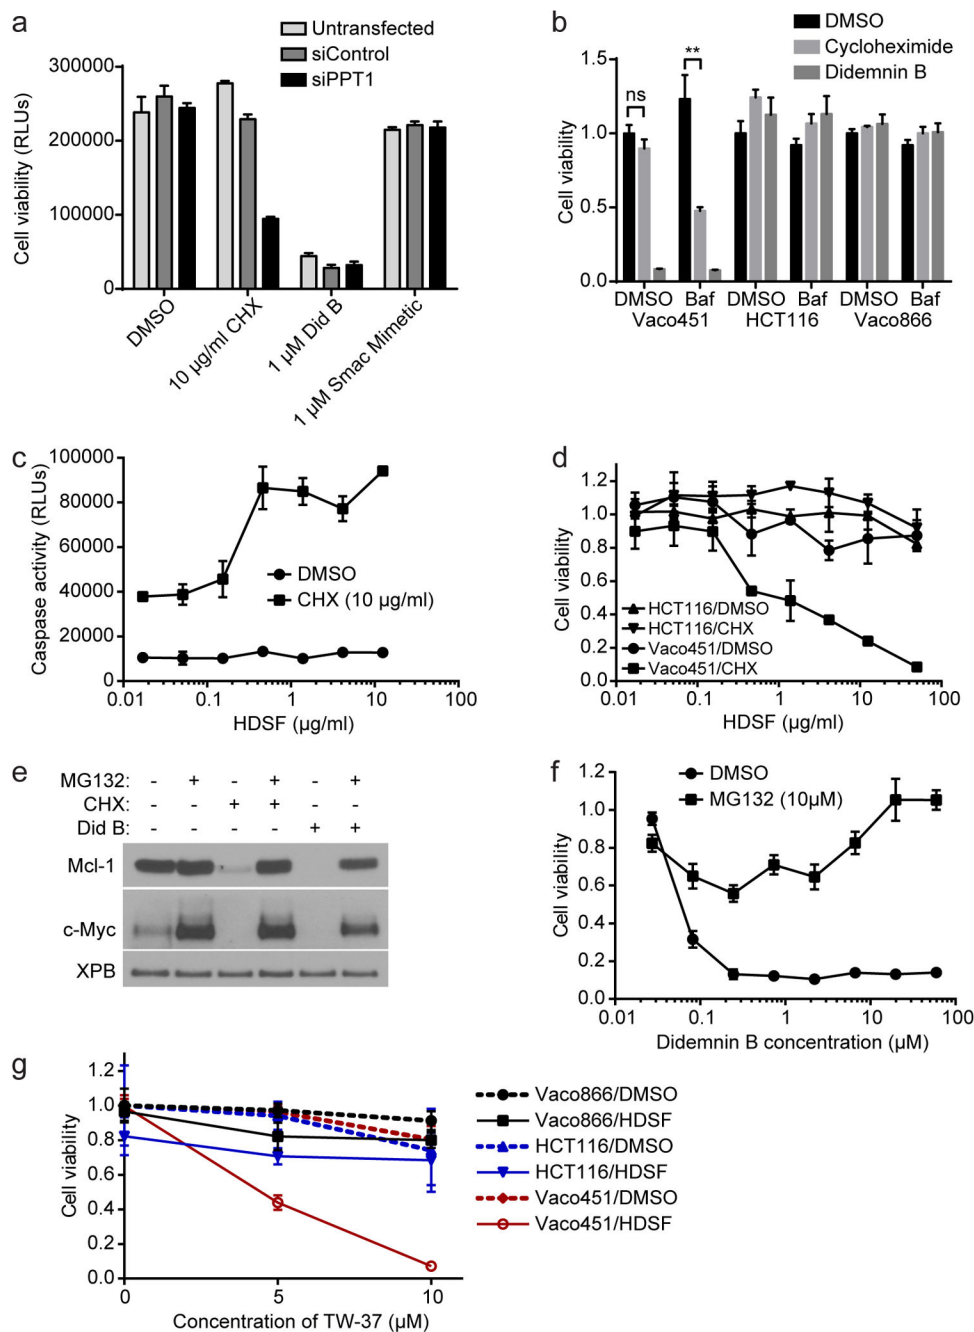 a
Untransfected
siControl
siPPT1
Cell viability (RLUs)
300000
200000
100000
0
DMSO
10 µg/ml CHX
1 µM Did B
1 µM Smac Mimetic
b
DMSO
Cycloheximide
Didemnin B
Cell viability
1.5
1.0
0.5
0.0
ns
**
DMSO Baf DMSO Baf DMSO Baf
Vaco451 HCT116 Vaco866
c
Caspase activity (RLUs)
100000
80000
60000
40000
20000
0
DMSO
CHX (10 µg/ml)
0.01 0.1 1 10 100
HDSF (µg/ml)
d
Cell viability
1.2
1.0
0.8
0.6
0.4
0.2
0.0
HCT116/DMSO
HCT116/CHX
Vaco451/DMSO
Vaco451/CHX
0.01 0.1 1 10 100
HDSF (µg/ml)
e
MG132: - + - + - +
CHX: - - + + - -
Did B: - - - - + +
Mcl-1
c-Myc
XPB
f
DMSO
MG132 (10µM)
Cell viability
1.2
1.0
0.8
0.6
0.4
0.2
0.0
0.01 0.1 1 10 100
Didemnin B concentration (µM)
g
Cell viability
1.2
1.0
0.8
0.6
0.4
0.2
0.0
0 5 10
Concentration of TW-37 (µM)
Vaco866/DMSO
Vaco866/HDSF
HCT116/DMSO
HCT116/HDSF
Vaco451/DMSO
Vaco451/HDSF